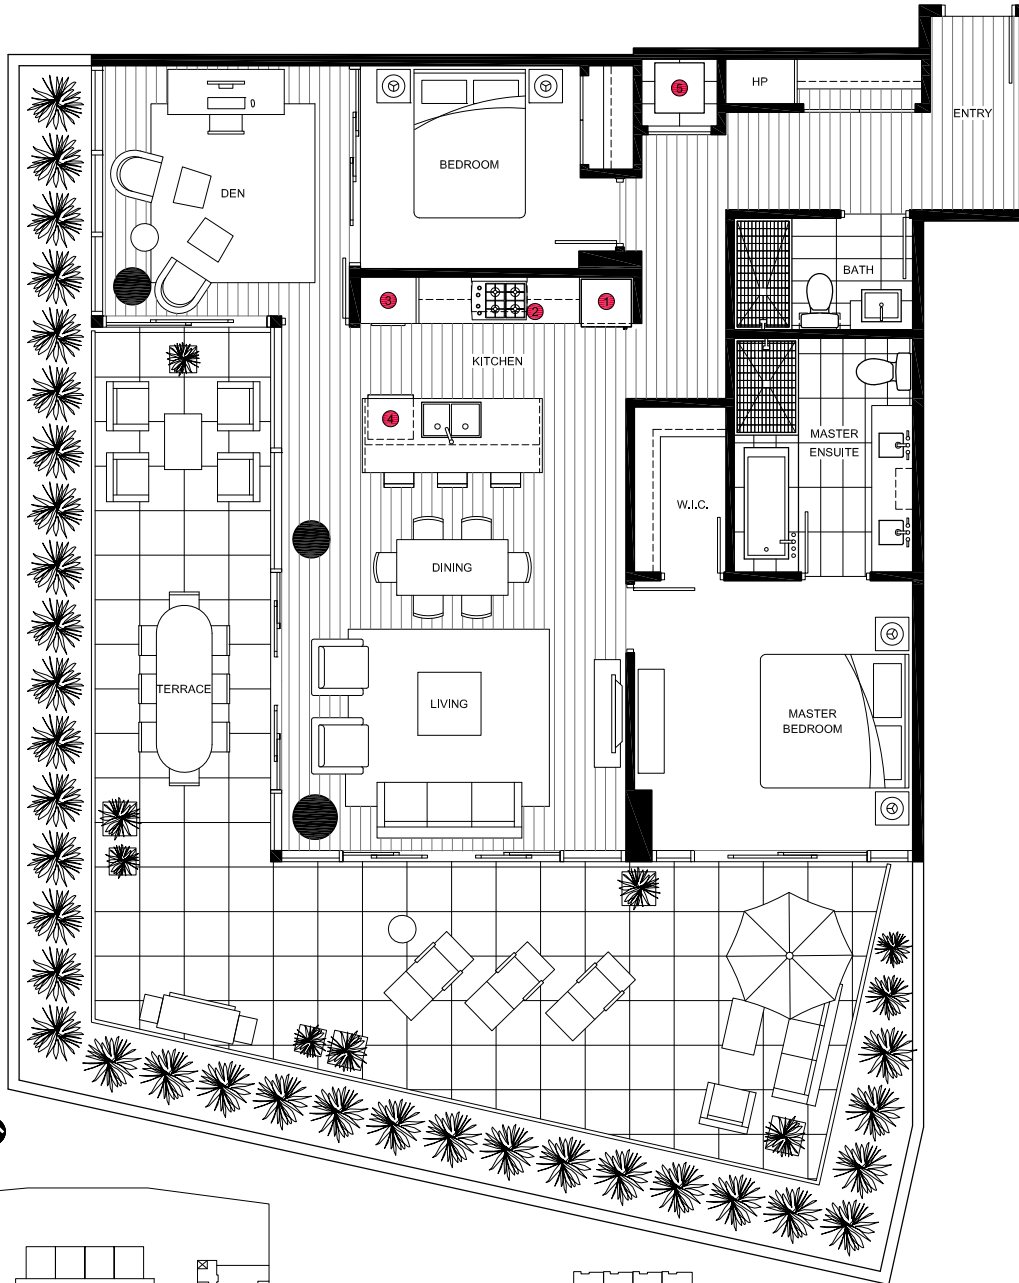 5
HP
ENTRY
BEDROOM
DEN
BATH
3
2
1
KITCHEN
4
MASTER
ENSUITE
W.I.C.
DINING
TERRACE
LIVING
MASTER
BEDROOM